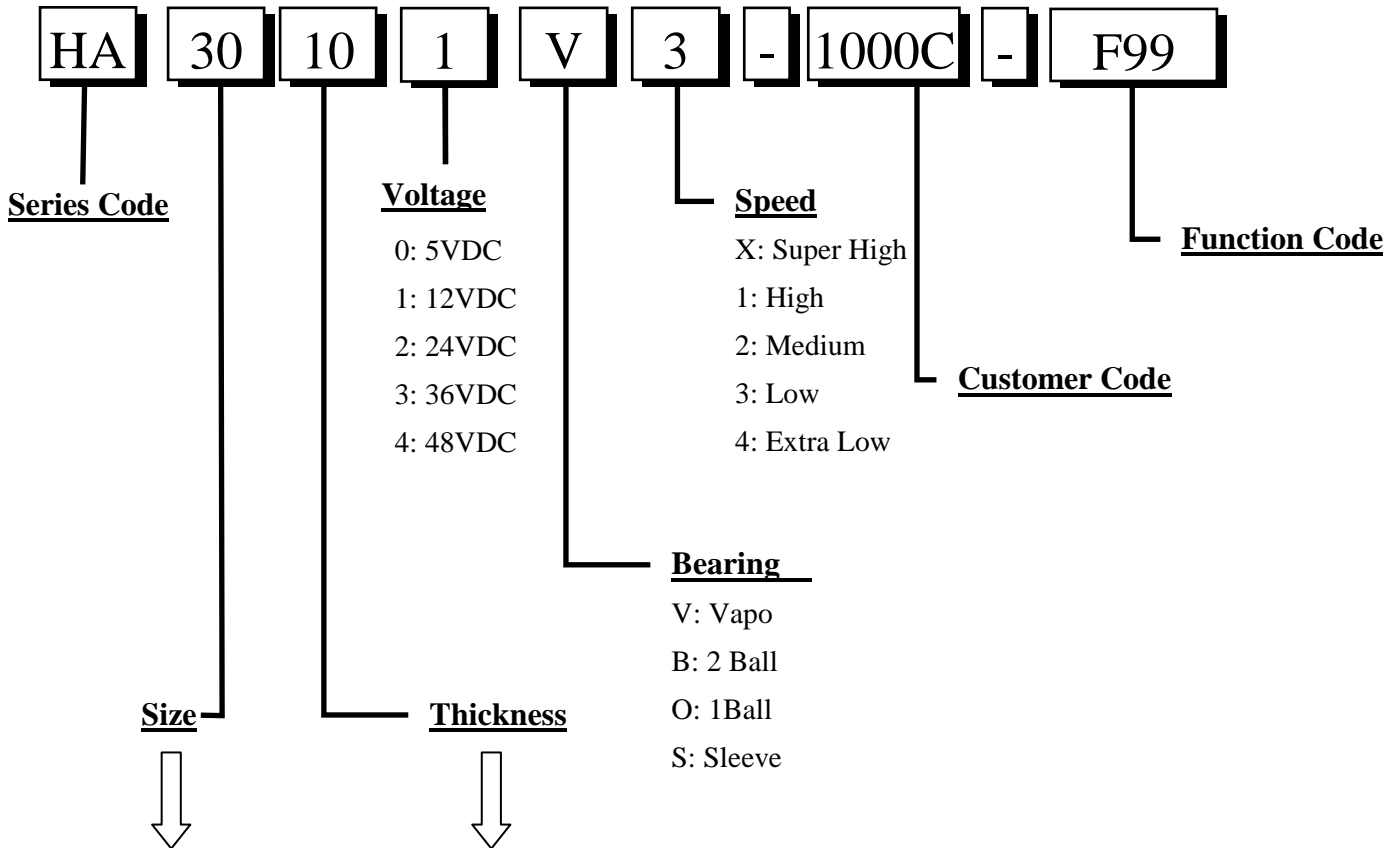 HA 30 10 1 V 3 - 1000C - F99
Series Code
Voltage
0: 5VDC
1: 12VDC
2: 24VDC
3: 36VDC
4: 48VDC
Speed
X: Super High
1: High
2: Medium
3: Low
4: Extra Low
Function Code
Customer Code
Bearing
V: Vapo
B: 2 Ball
O: 1Ball
S: Sleeve
Size
Thickness